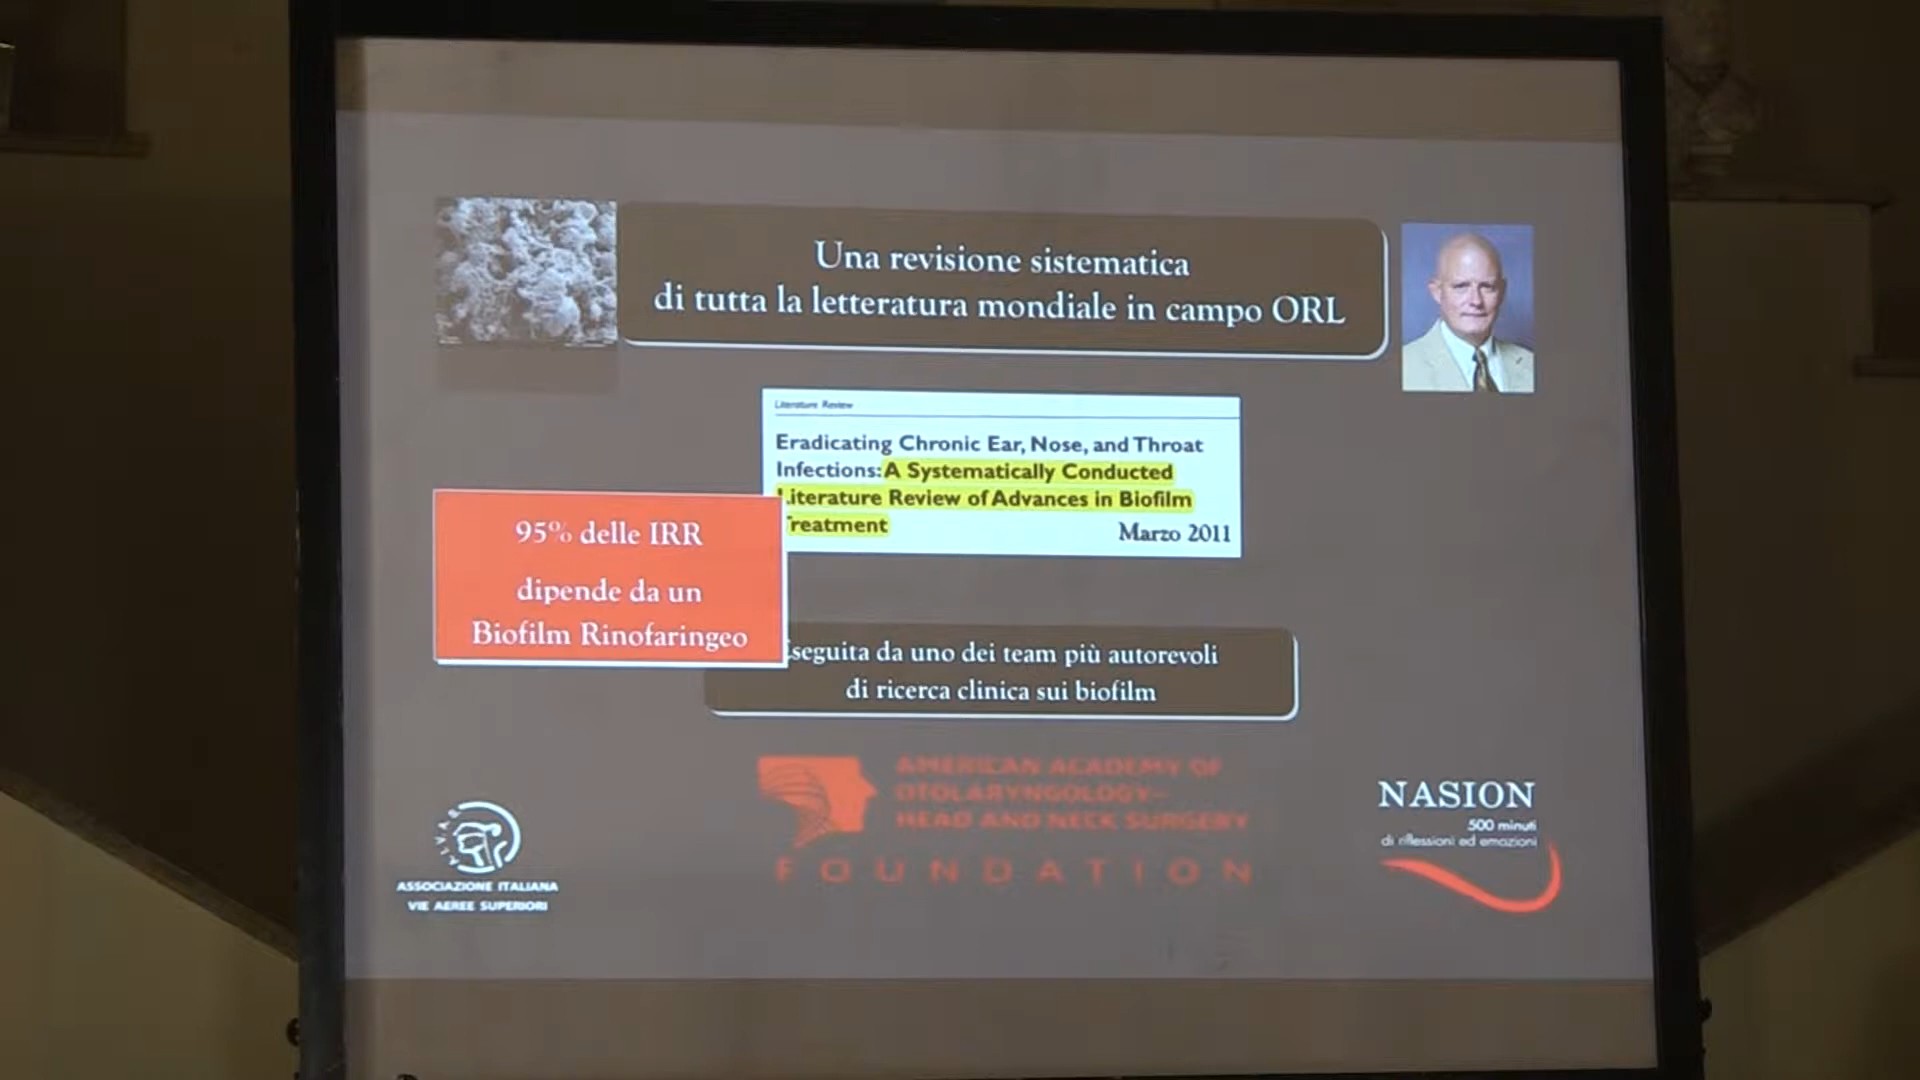 Una revisione sistematica
di tutta la letteratura mondiale in campo ORL
Literature Review
Eradicating Chronic Ear, Nose, and Throat
Infections: A Systematically Conducted
Literature Review of Advances in Biofilm
Treatment
Marzo 2011
95% delle IRR
dipende da un
Biofilm Rinofaringeo
Eseguita da uno dei team più autorevoli
di ricerca clinica sui biofilm
AMERICAN ACADEMY OF
OTOLARYNGOLOGY–
HEAD AND NECK SURGERY
FOUNDATION
AIVAS
ASSOCIAZIONE ITALIANA
VIE AEREE SUPERIORI
NASION
500 minuti
di riflessioni ed emozioni